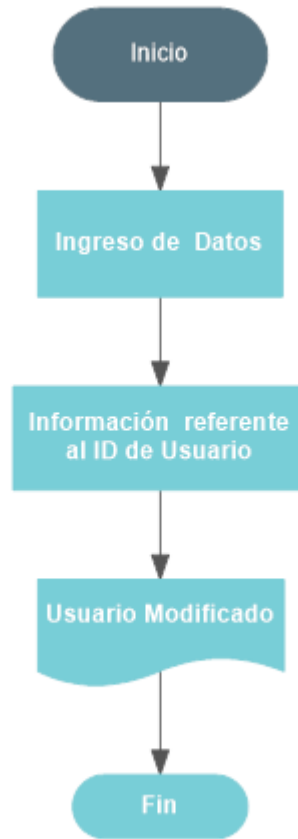 Inicio
Ingreso de Datos
Información referente
al ID de Usuario
Usuario Modificado
Fin